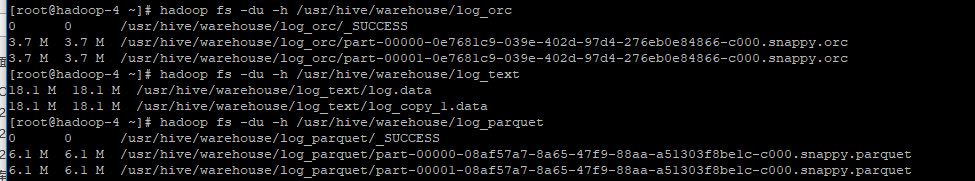 [root@hadoop-4 ~]# hadoop fs -du -h /usr/hive/warehouse/log_orc
0 0 /usr/hive/warehouse/log_orc/_SUCCESS
3.7 M 3.7 M /usr/hive/warehouse/log_orc/part-00000-0e7681c9-039e-402d-97d4-276eb0e84866-c000.snappy.orc
3.7 M 3.7 M /usr/hive/warehouse/log_orc/part-00001-0e7681c9-039e-402d-97d4-276eb0e84866-c000.snappy.orc
[root@hadoop-4 ~]# hadoop fs -du -h /usr/hive/warehouse/log_text
18.1 M 18.1 M /usr/hive/warehouse/log_text/log.data
18.1 M 18.1 M /usr/hive/warehouse/log_text/log_copy_1.data
[root@hadoop-4 ~]# hadoop fs -du -h /usr/hive/warehouse/log_parquet
0 0 /usr/hive/warehouse/log_parquet/_SUCCESS
6.1 M 6.1 M /usr/hive/warehouse/log_parquet/part-00000-08af57a7-8a65-47f9-88aa-a51303f8be1c-c000.snappy.parquet
6.1 M 6.1 M /usr/hive/warehouse/log_parquet/part-00001-08af57a7-8a65-47f9-88aa-a51303f8be1c-c000.snappy.parquet